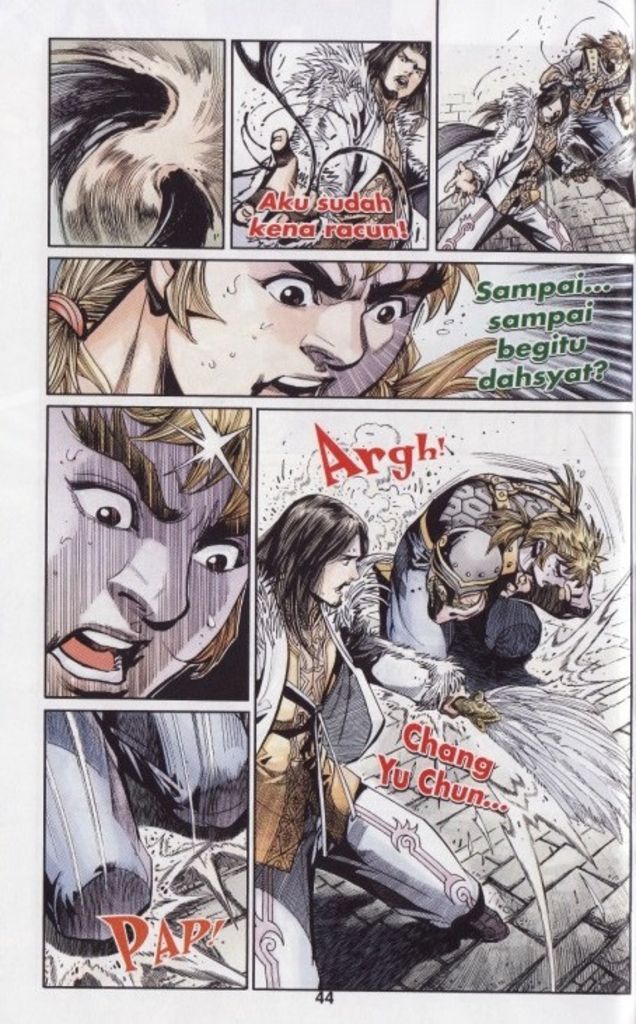 Aku sudah
kena racun!
Sampai...
sampai
begitu
dahsyat?
Argh!
Chang
Yu Chun...
PAP!
44